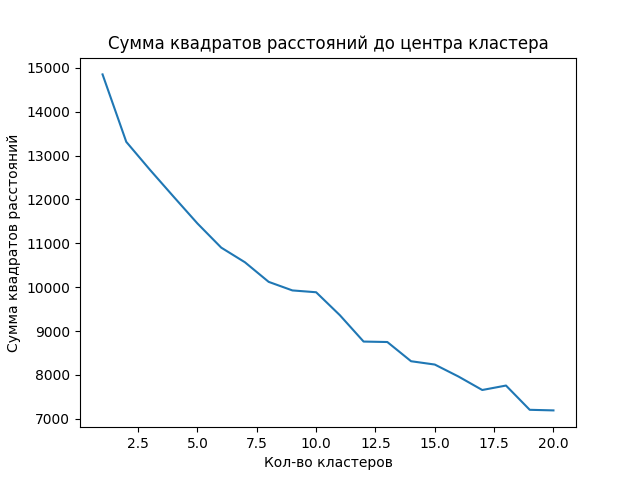 Сумма квадратов расстояний до центра кластера
15000
14000
13000
12000
11000
10000
9000
8000
7000
Сумма квадратов расстояний
2.5 5.0 7.5 10.0 12.5 15.0 17.5 20.0
Кол-во кластеров